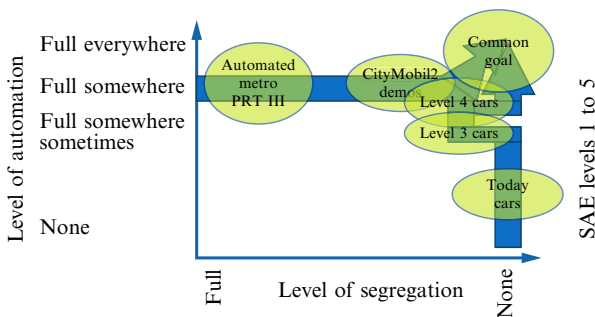 Level of automation
Full everywhere
Full somewhere
Full somewhere
sometimes
None
Automated
metro
PRT III
CityMobil2
demos
Common
goal
Level 4 cars
Level 3 cars
Today
cars
SAE levels 1 to 5
Full
Level of segregation
None